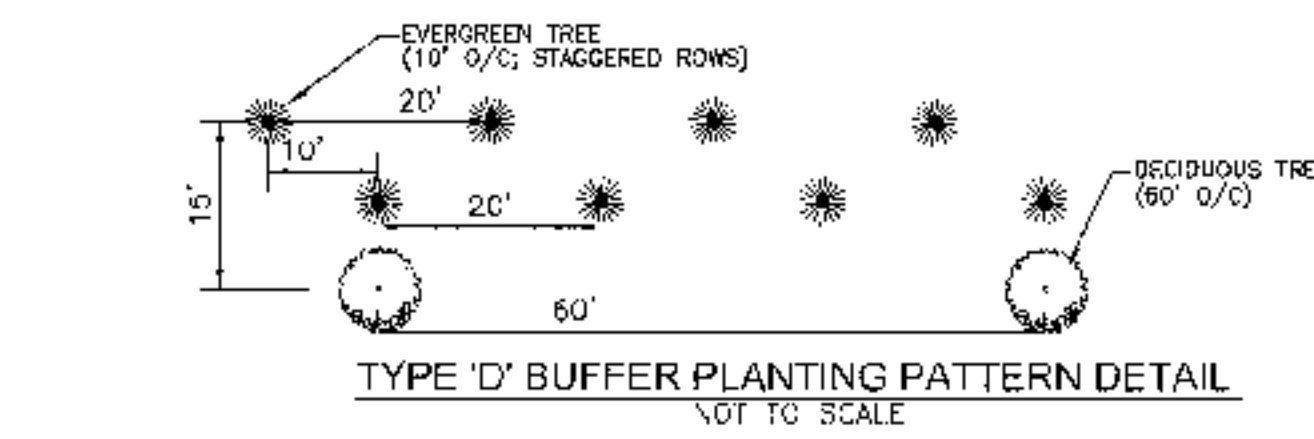 EVERGREEN TREE
(10' O/C; STAGGERED ROWS)
20'
10'
15'
20'
DECIDUOUS TRE
(60' O/C)
60'
TYPE 'D' BUFFER PLANTING PATTERN DETAIL
NOT TO SCALE